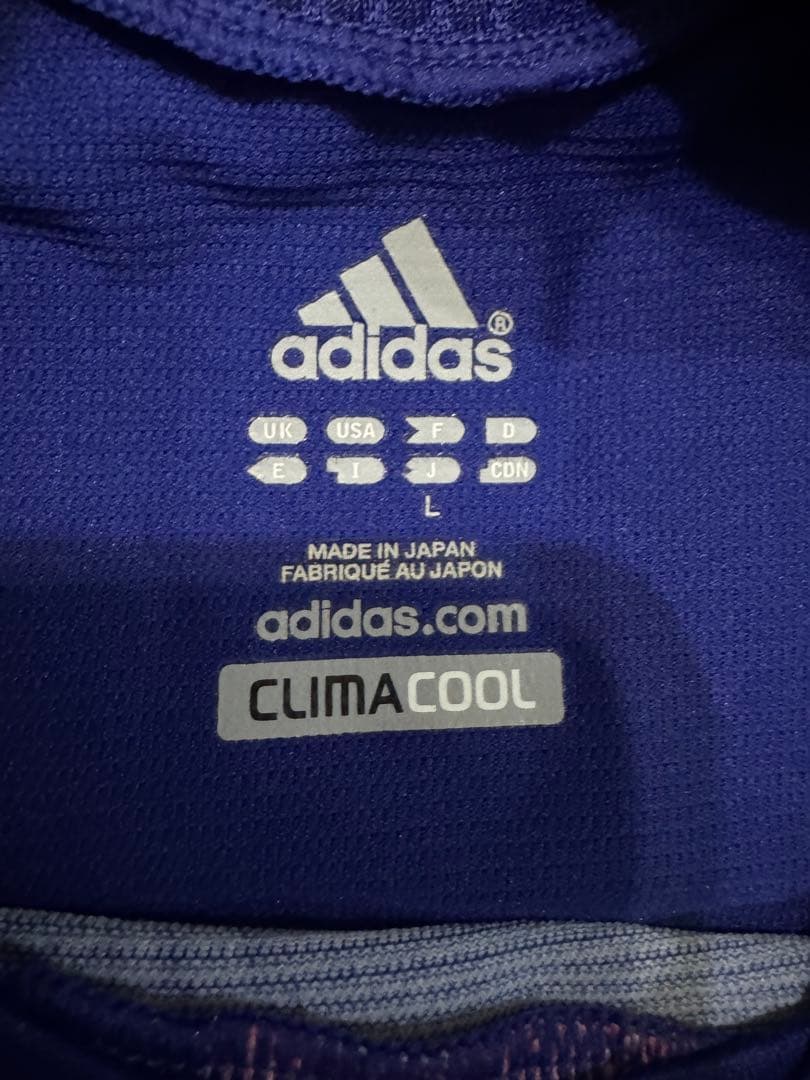 adidas®
UK USA F D
E I J CDN
L
MADE IN JAPAN
FABRIQUÉ AU JAPON
adidas.com
CLIMACOOL